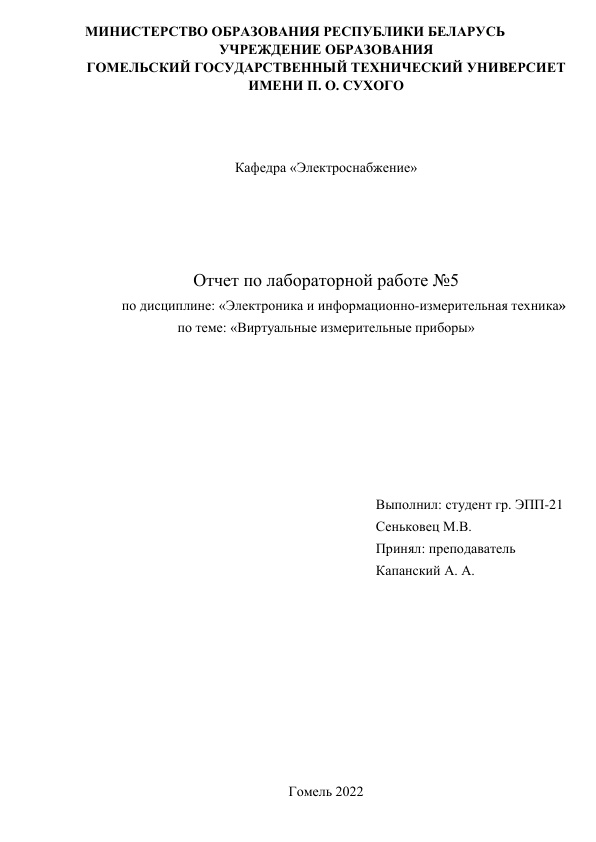 МИНИСТЕРСТВО ОБРАЗОВАНИЯ РЕСПУБЛИКИ БЕЛАРУСЬ
УЧРЕЖДЕНИЕ ОБРАЗОВАНИЯ
ГОМЕЛЬСКИЙ ГОСУДАРСТВЕННЫЙ ТЕХНИЧЕСКИЙ УНИВЕРСИЕТ
ИМЕНИ П. О. СУХОГО
Кафедра «Электроснабжение»
Отчет по лабораторной работе №5
по дисциплине: «Электроника и информационно-измерительная техника»
по теме: «Виртуальные измерительные приборы»
Выполнил: студент гр. ЭПП-21
Сеньковец М.В.
Принял: преподаватель
Капанский А. А.
Гомель 2022